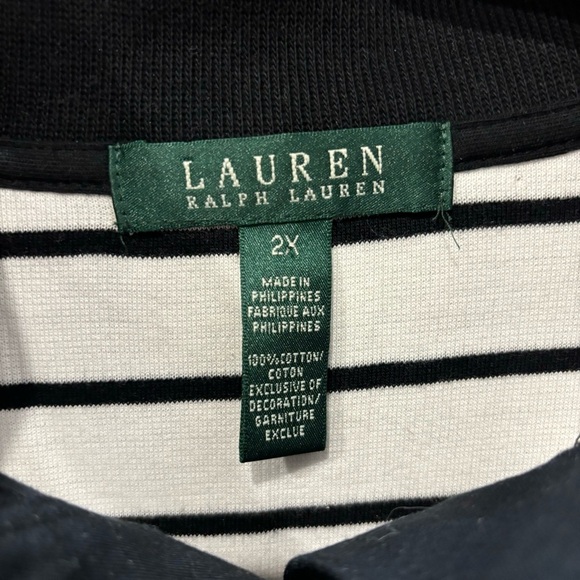 LAUREN
RALPH LAUREN
2X
MADE IN
PHILIPPINES
FABRIQUE AUX
PHILIPPINES
100% COTTON/
COTON
EXCLUSIVE OF
DECORATION/
GARNITURE
EXCLUE